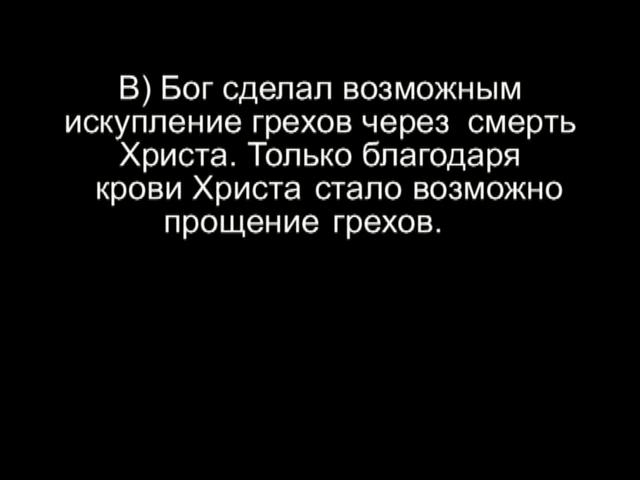 В) Бог сделал возможным
искупление грехов через смерть
Христа. Только благодаря
крови Христа стало возможно
прощение грехов.